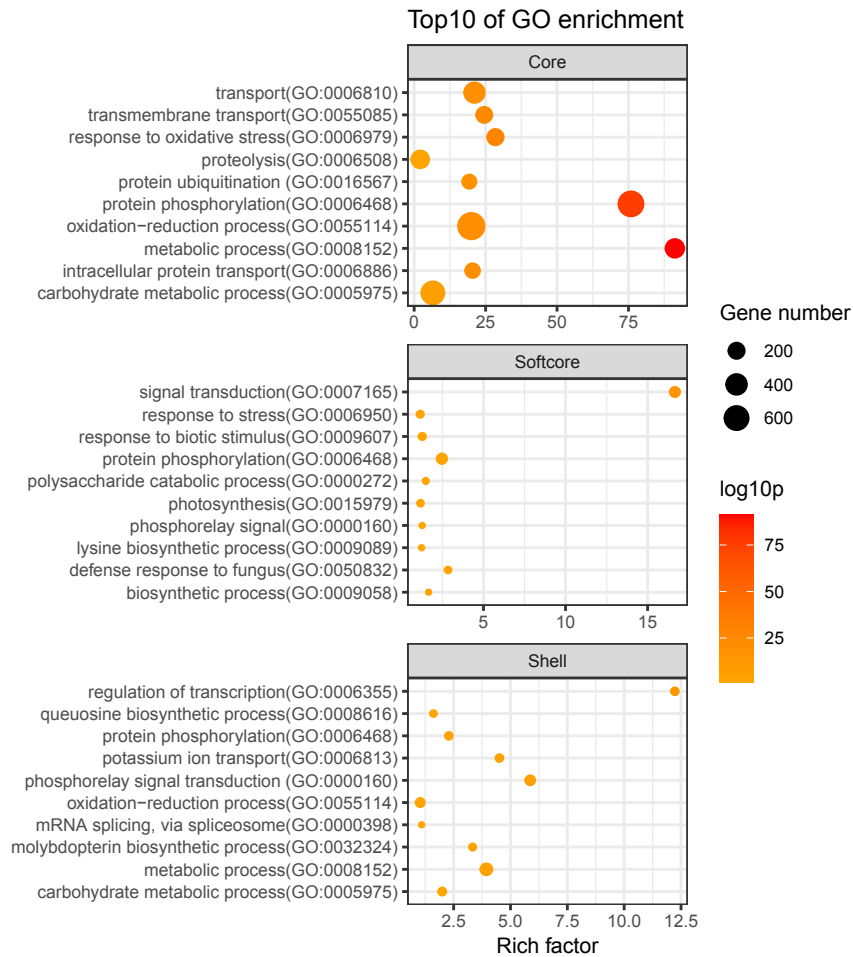 Top10 of GO enrichment
Core
transport(GO:0006810)
transmembrane transport(GO:0055085)
response to oxidative stress(GO:0006979)
proteolysis(GO:0006508)
protein ubiquitination (GO:0016567)
protein phosphorylation(GO:0006468)
oxidation−reduction process(GO:0055114)
metabolic process(GO:0008152)
intracellular protein transport(GO:0006886)
carbohydrate metabolic process(GO:0005975)
0 25 50 75
Softcore
signal transduction(GO:0007165)
response to stress(GO:0006950)
response to biotic stimulus(GO:0009607)
protein phosphorylation(GO:0006468)
polysaccharide catabolic process(GO:0000272)
photosynthesis(GO:0015979)
phosphorelay signal(GO:0000160)
lysine biosynthetic process(GO:0009089)
defense response to fungus(GO:0050832)
biosynthetic process(GO:0009058)
5 10 15
Shell
regulation of transcription(GO:0006355)
queuosine biosynthetic process(GO:0008616)
protein phosphorylation(GO:0006468)
potassium ion transport(GO:0006813)
phosphorelay signal transduction (GO:0000160)
oxidation−reduction process(GO:0055114)
mRNA splicing, via spliceosome(GO:0000398)
molybdopterin biosynthetic process(GO:0032324)
metabolic process(GO:0008152)
carbohydrate metabolic process(GO:0005975)
2.5 5.0 7.5 10.0 12.5
Rich factor
Gene number
200
400
600
log10p
75
50
25